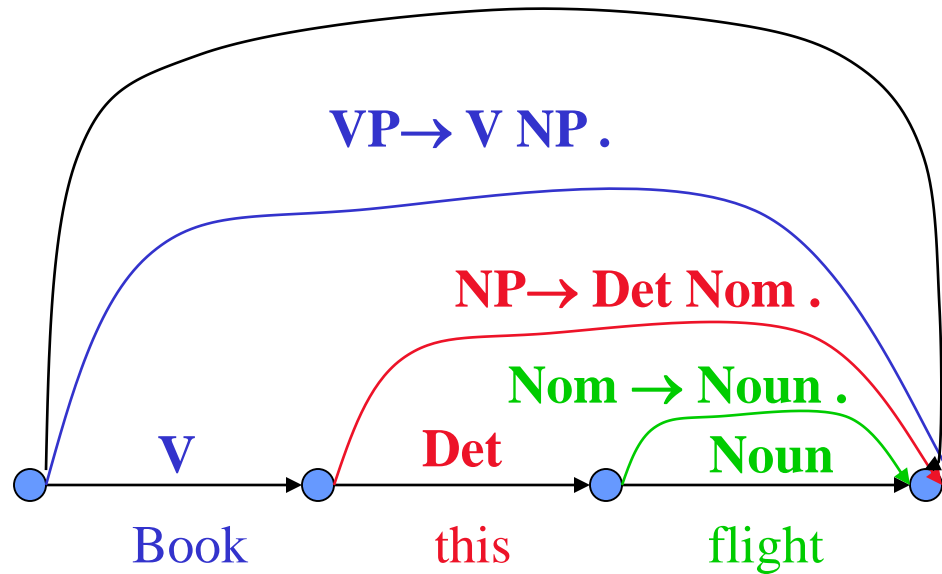 VP→ V NP .
NP→ Det Nom .
Nom → Noun .
V Det Noun
Book this flight